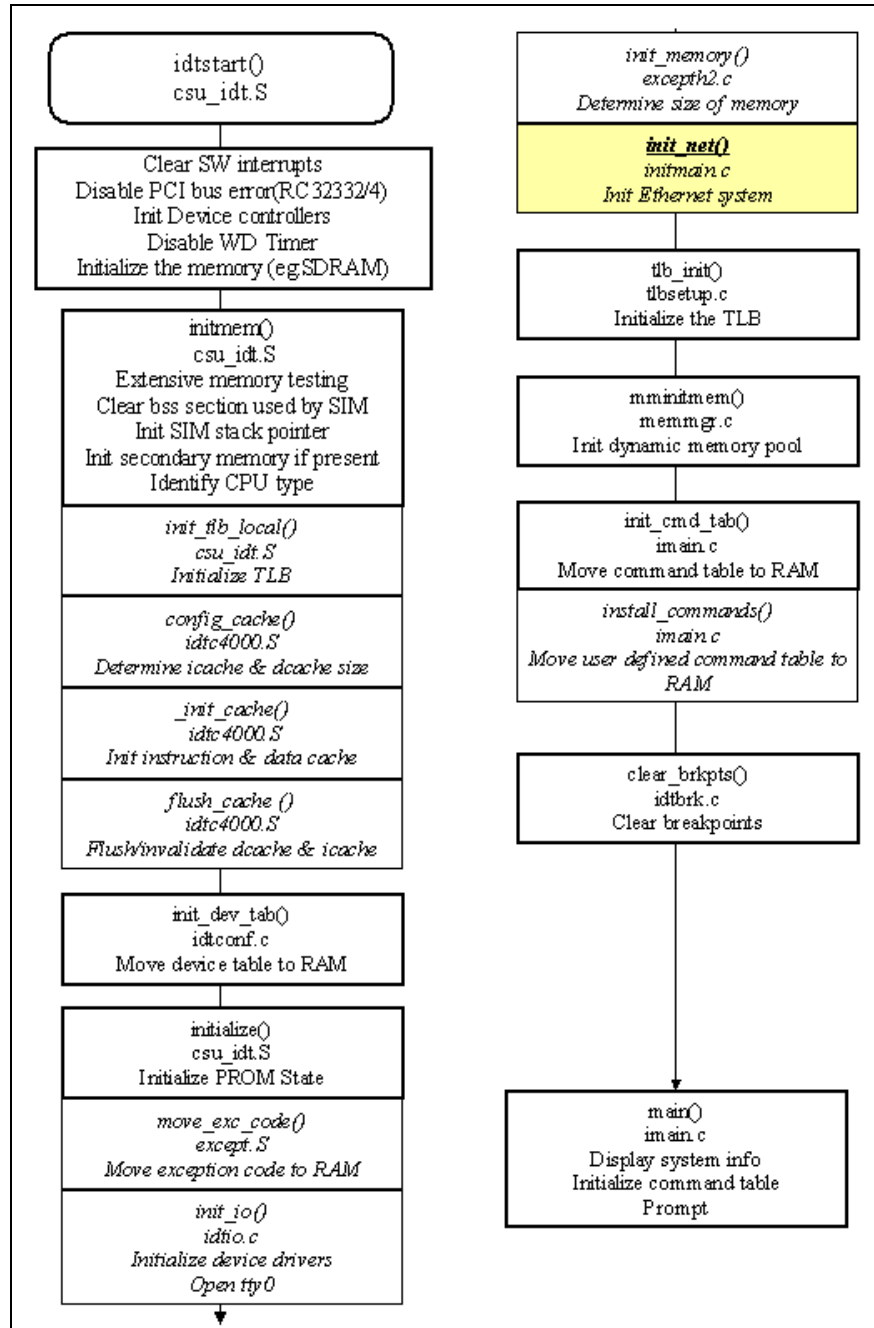 idtstart()
csu_idt.S
Clear SW interrupts
Disable PCI bus error(RC32332/4)
Init Device controllers
Disable WD Timer
Initialize the memory (eg.SDRAM)
initmem()
csu_idt.S
Extensive memory testing
Clear bss section used by SIM
Init SIM stack pointer
Init secondary memory if present
Identify CPU type
init_tlb_local()
csu_idt.S
Initialize TLB
config_cache()
idtc4000.S
Determine icache & dcache size
_init_cache()
idtc4000.S
Init instruction & data cache
flush_cache ()
idtc4000.S
Flush/invalidate dcache & icache
init_dev_tab()
idtconf.c
Move device table to RAM
initialize()
csu_idt.S
Initialize PROM State
move_exc_code()
except.S
Move exception code to RAM
init_io()
idtio.c
Initialize device drivers
Open tty0
init_memory()
excepth2.c
Determine size of memory
init_net()
initmain.c
Init Ethernet system
tlb_init()
tlbsetup.c
Initialize the TLB
mminitmem()
memmgr.c
Init dynamic memory pool
init_cmd_tab()
imain.c
Move command table to RAM
install_commands()
imain.c
Move user defined command table to
RAM
clear_brkpts()
idtbrk.c
Clear breakpoints
main()
imain.c
Display system info
Initialize command table
Prompt